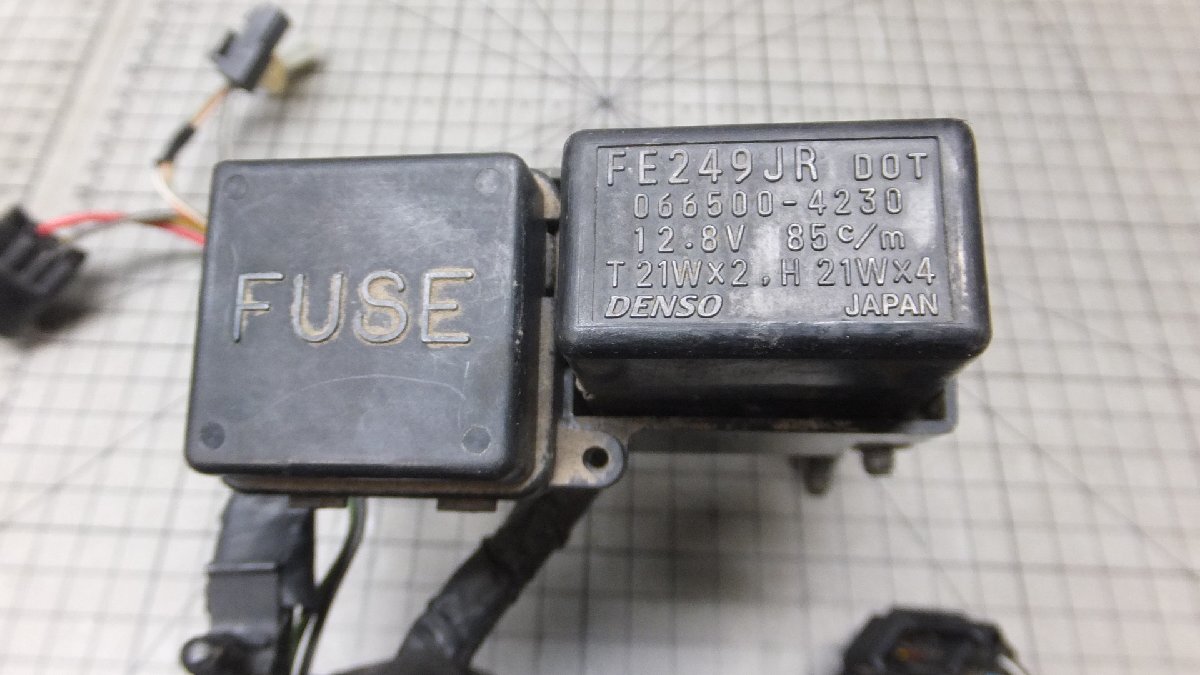 FUSE
FE249JR DOT
066500-4230
12.8V 85c/m
T 21W×2, H 21W×4
DENSO JAPAN